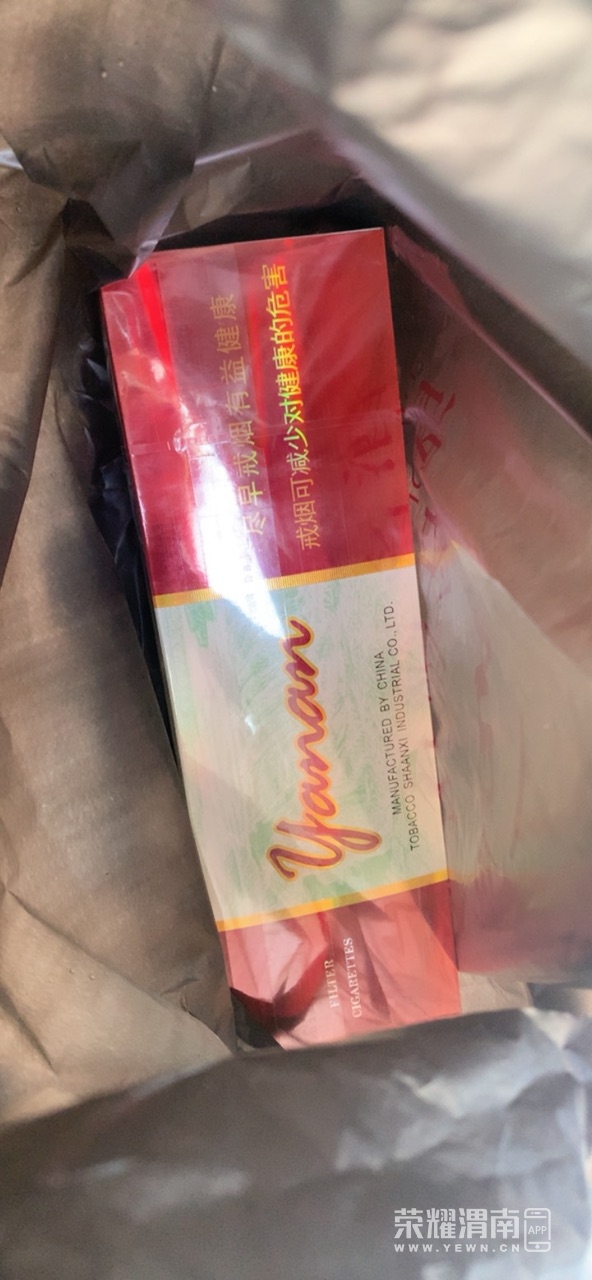 尽早戒烟有益健康
戒烟可减少对健康的危害
Yanan
MANUFACTURED BY CHINA
TOBACCO SHAANXI INDUSTRIAL CO., LTD.
FILTER
CIGARETTES
荣耀渭南 APP
WWW.YEWN.CN